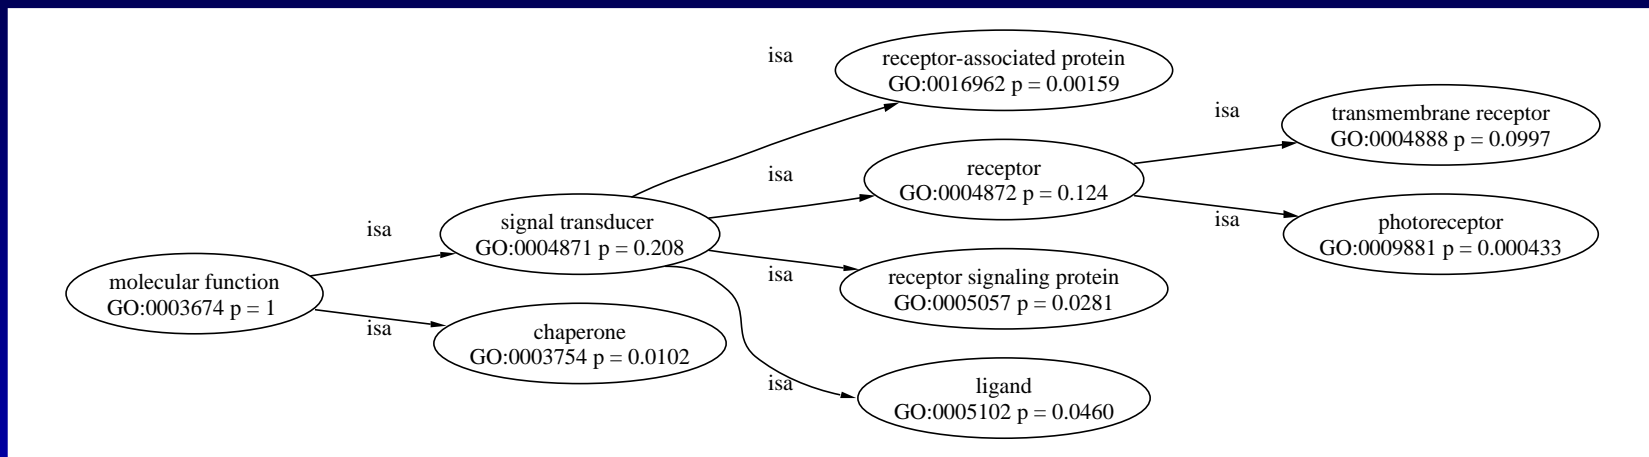 isa
receptor-associated protein
GO:0016962 p = 0.00159
isa
transmembrane receptor
GO:0004888 p = 0.0997
isa
receptor
GO:0004872 p = 0.124
isa
signal transducer
GO:0004871 p = 0.208
isa
photoreceptor
GO:0009881 p = 0.000433
molecular function
GO:0003674 p = 1
isa
receptor signaling protein
GO:0005057 p = 0.0281
isa
chaperone
GO:0003754 p = 0.0102
isa
ligand
GO:0005102 p = 0.0460